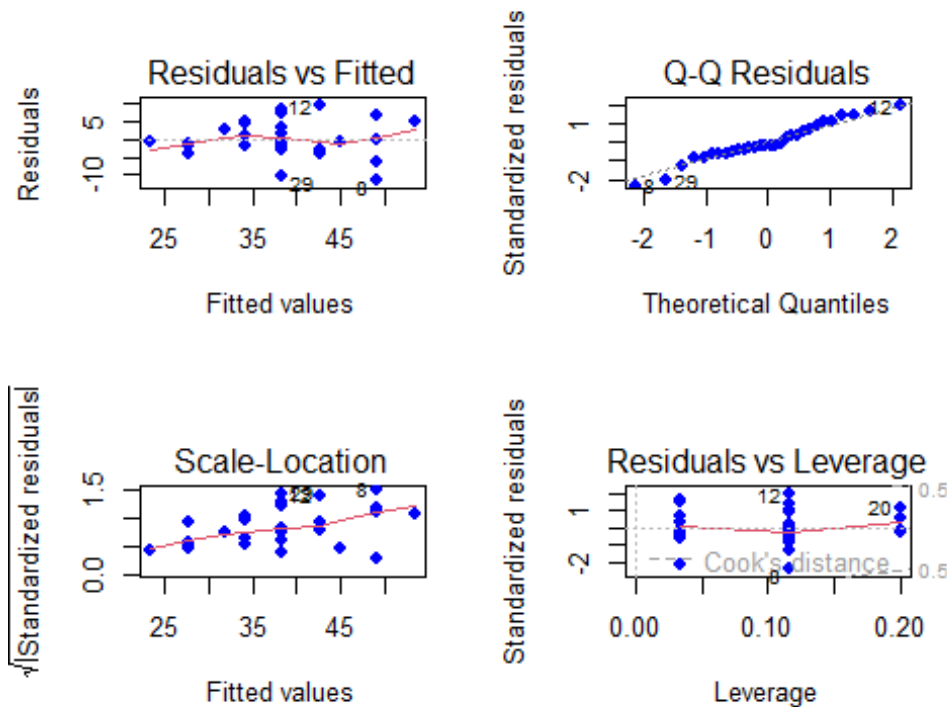 Residuals vs Fitted
Residuals
5
-10
12
29
8
25 35 45
Fitted values
Q-Q Residuals
Standardized residuals
1
-2
12
8
29
-2 -1 0 1 2
Theoretical Quantiles
Scale-Location
√|Standardized residuals|
1.5
0.0
8
25 35 45
Fitted values
Residuals vs Leverage
Standardized residuals
1
-2
12
20
8
0.5
0.5
Cook's distance
0.00 0.10 0.20
Leverage